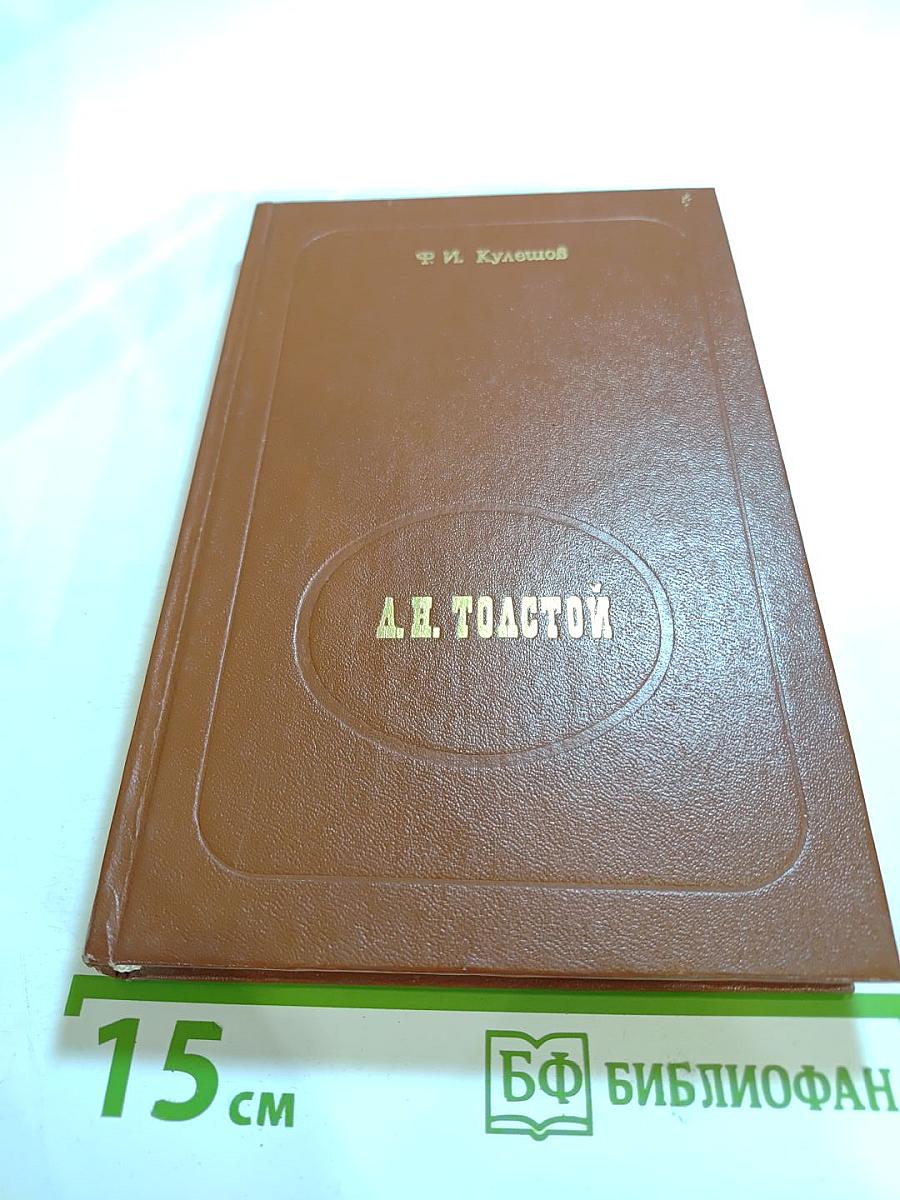 Ф. И. Кулешов
Л. Н. ТОЛСТОЙ
15 см
БФ БИБЛИОФАН